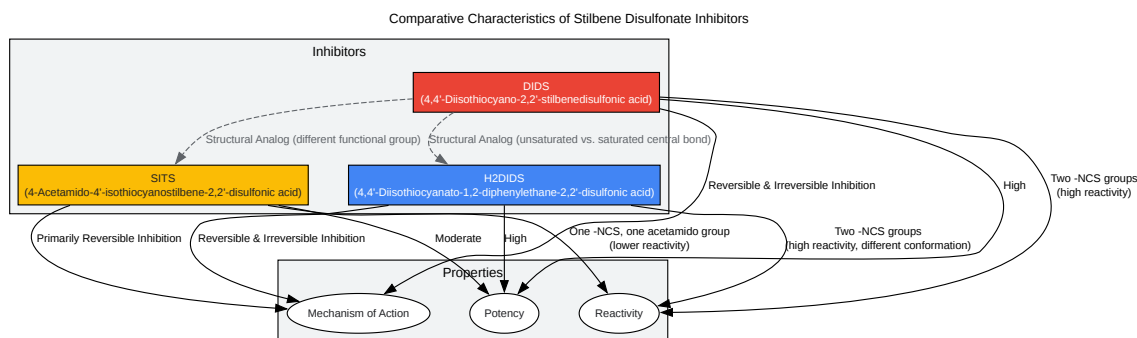 Comparative Characteristics of Stilbene Disulfonate Inhibitors
Inhibitors
DIDS
(4,4'-Diisothiocyano-2,2'-stilbenedisulfonic acid)
Structural Analog (different functional group)
Structural Analog (unsaturated vs. saturated central bond)
SITS
(4-Acetamido-4'-isothiocyanostilbene-2,2'-disulfonic acid)
H2DIDS
(4,4'-Diisothiocyanato-1,2-diphenylethane-2,2'-disulfonic acid)
Reversible & Irreversible Inhibition
High
Two -NCS groups
(high reactivity)
Primarily Reversible Inhibition
Reversible & Irreversible Inhibition
Moderate
High
One -NCS, one acetamido group
(lower reactivity)
Two -NCS groups
(high reactivity, different conformation)
Properties
Mechanism of Action
Potency
Reactivity